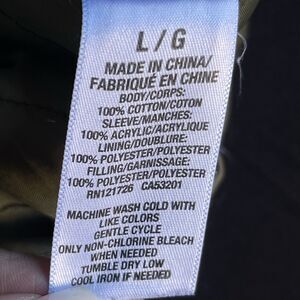 L/G
MADE IN CHINA/
FABRIQUÉ EN CHINE
BODY/CORPS:
100% COTTON/COTON
SLEEVE/MANCHES:
100% ACRYLIC/ACRYLIQUE
LINING/DOUBLURE:
100% POLYESTER/POLYESTER
FILLING/GARNISSAGE:
100% POLYESTER/POLYESTER
RN121726 CA53201
MACHINE WASH COLD WITH
LIKE COLORS
GENTLE CYCLE
ONLY NON-CHLORINE BLEACH
WHEN NEEDED
TUMBLE DRY LOW
COOL IRON IF NEEDED